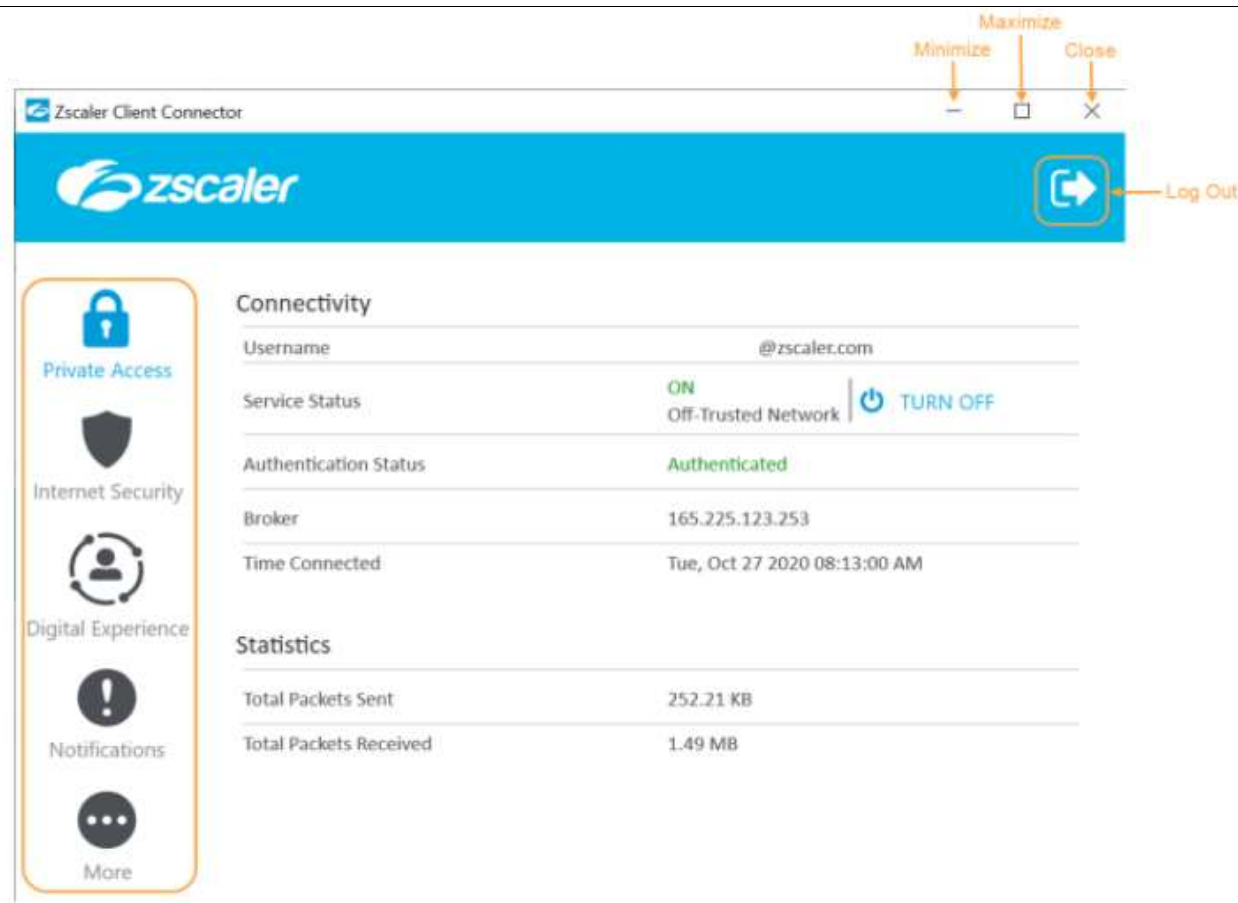 Maximize
Minimize
Close
Zscaler Client Connector
zscaler
Log Out
Private Access
Internet Security
Digital Experience
Notifications
More
Connectivity
Username @zscaler.com
Service Status ON
Off-Trusted Network TURN OFF
Authentication Status Authenticated
Broker 165.225.123.253
Time Connected Tue, Oct 27 2020 08:13:00 AM
Statistics
Total Packets Sent 252.21 KB
Total Packets Received 1.49 MB